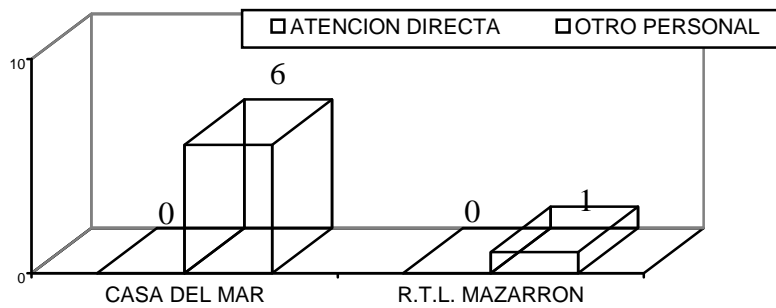 ATENCION DIRECTA OTRO PERSONAL
10
6
0 0 1
0
CASA DEL MAR R.T.L. MAZARRON